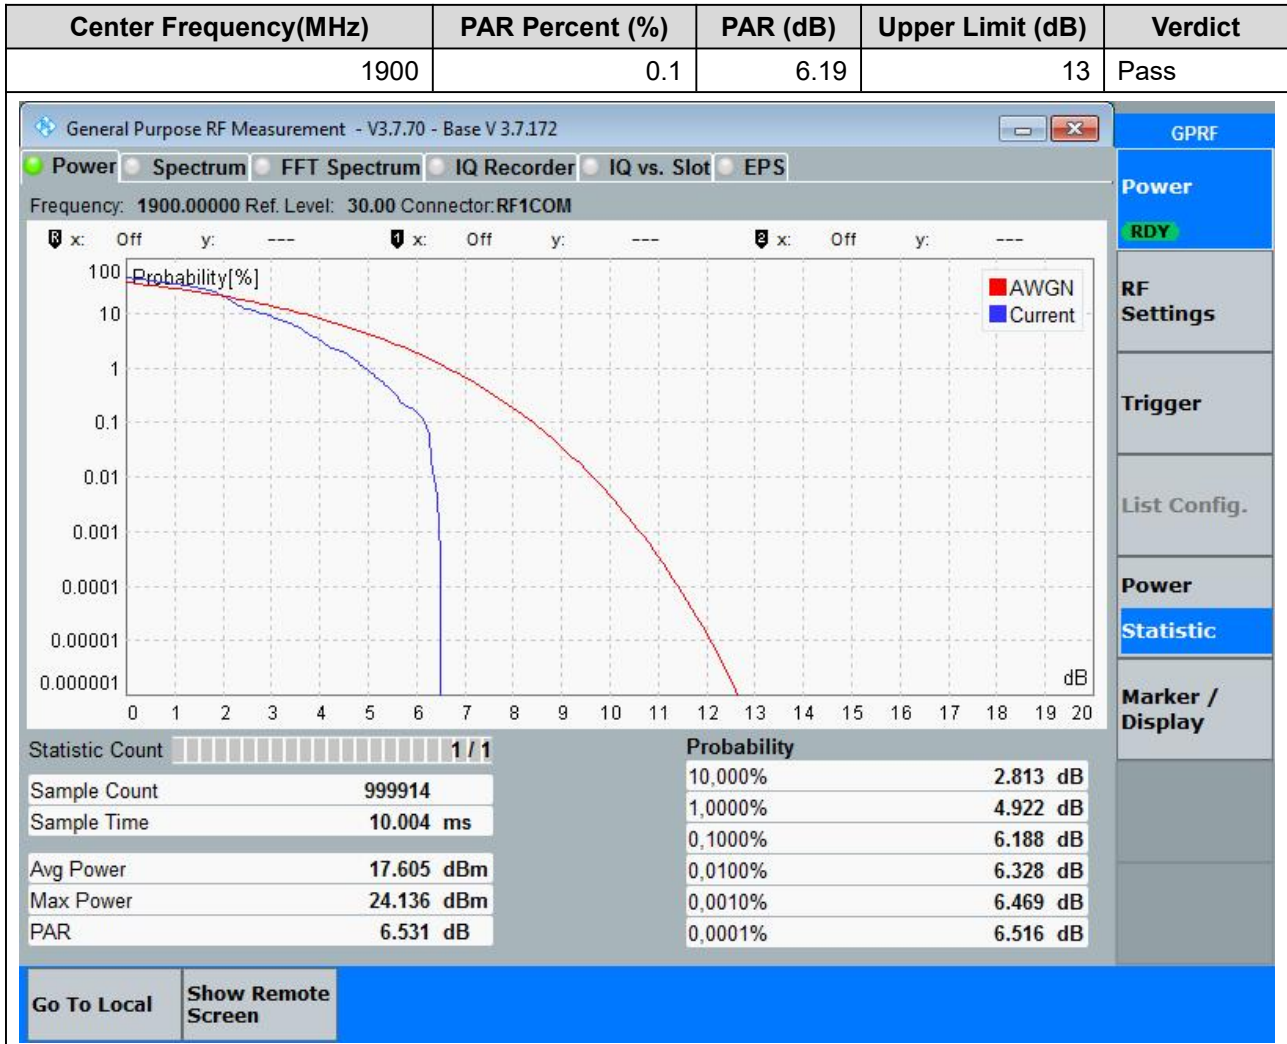 Center Frequency(MHz) PAR Percent (%) PAR (dB) Upper Limit (dB) Verdict
1900 0.1 6.19 13 Pass
General Purpose RF Measurement - V3.7.70 - Base V 3.7.172
GPRF
Power Spectrum FFT Spectrum IQ Recorder IQ vs. Slot EPS
Frequency: 1900.00000 Ref. Level: 30.00 Connector:RF1COM
R x: Off y: --- 1 x: Off y: --- 2 x: Off y: ---
Probability[%]
AWGN
Current
100
10
1
0.1
0.01
0.001
0.0001
0.00001
0.000001
dB
0 1 2 3 4 5 6 7 8 9 10 11 12 13 14 15 16 17 18 19 20
Statistic Count 1 / 1
Sample Count 999914
Sample Time 10.004 ms
Avg Power 17.605 dBm
Max Power 24.136 dBm
PAR 6.531 dB
Probability
10,000% 2.813 dB
1,0000% 4.922 dB
0,1000% 6.188 dB
0,0100% 6.328 dB
0,0010% 6.469 dB
0,0001% 6.516 dB
Power
RDY
RF
Settings
Trigger
List Config.
Power
Statistic
Marker /
Display
Go To Local
Show Remote
Screen